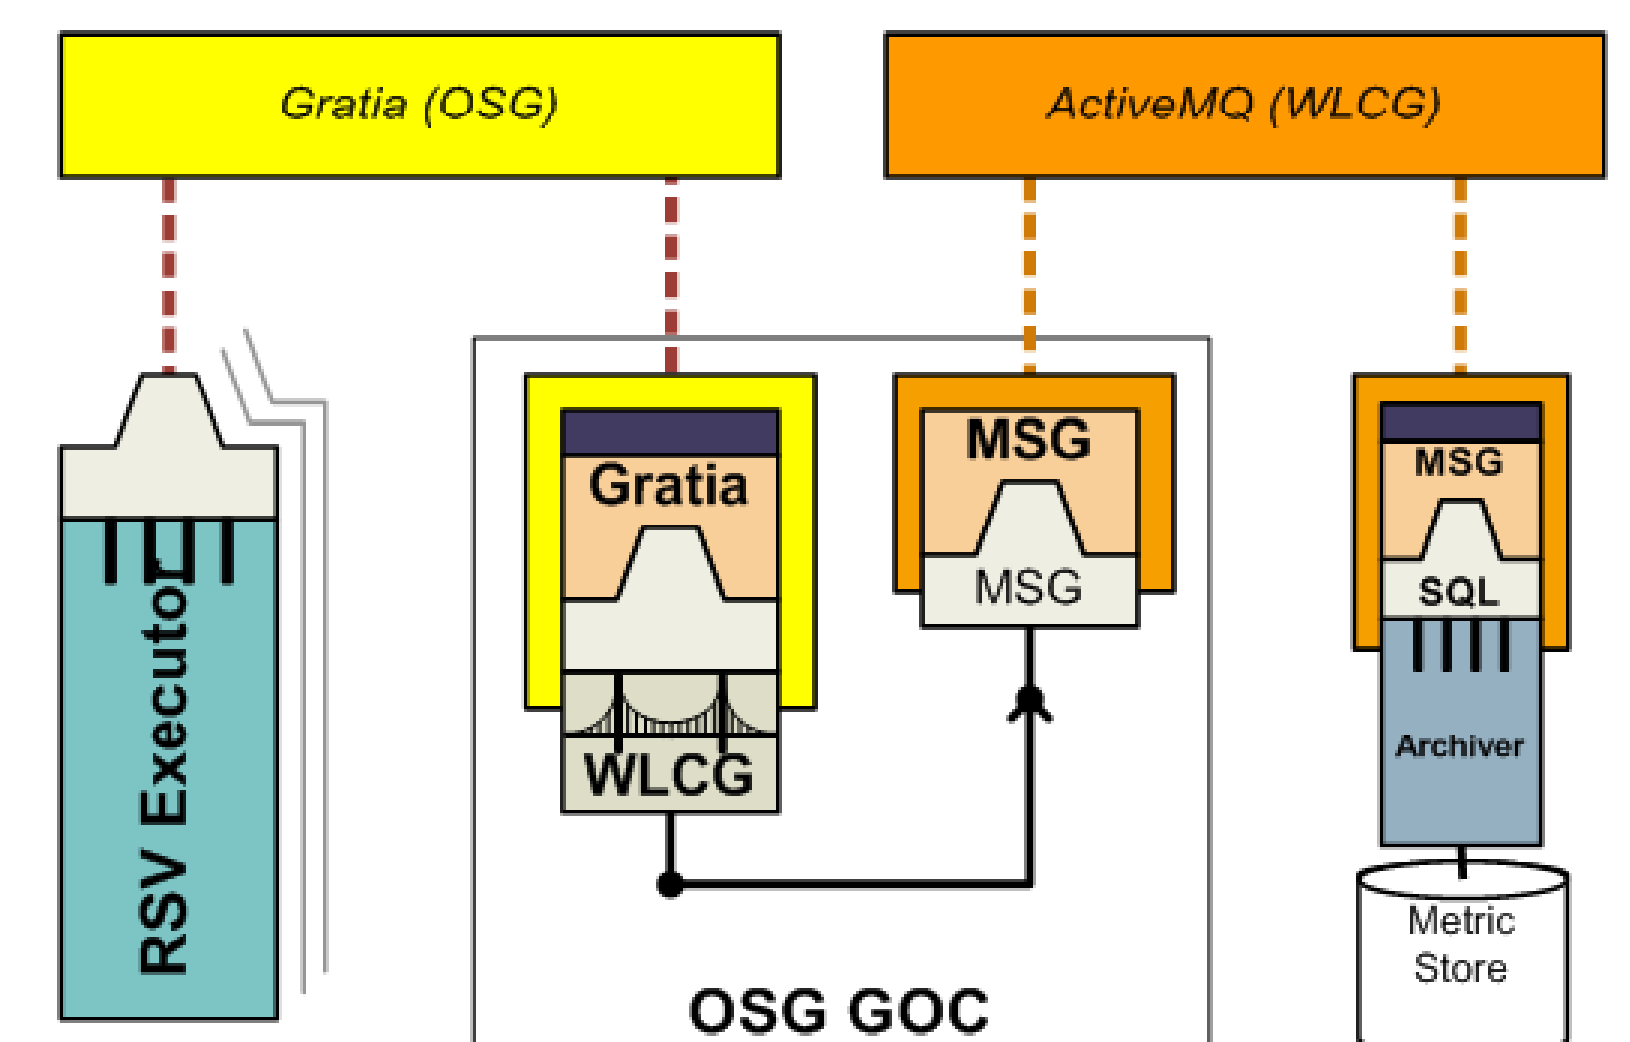 Gratia (OSG)
ActiveMQ (WLCG)
RSV Executor
Gratia
WLCG
MSG
MSG
OSG GOC
MSG
SQL
Archiver
Metric
Store